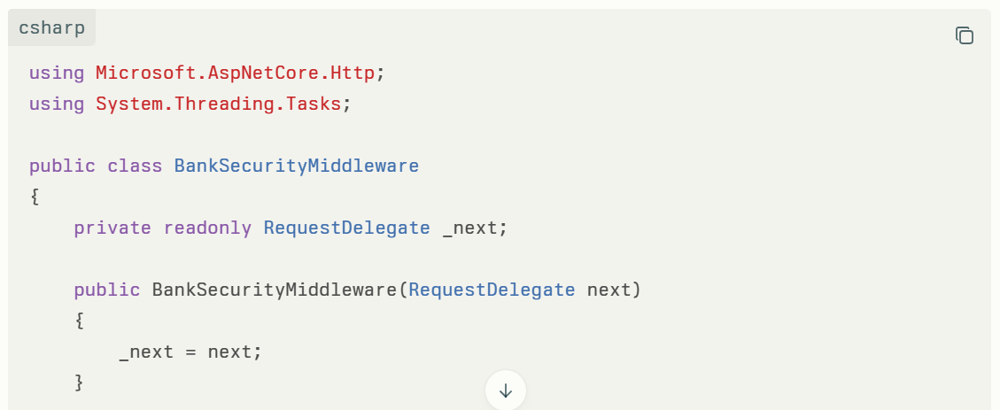 csharp
using Microsoft.AspNetCore.Http;
using System.Threading.Tasks;
public class BankSecurityMiddleware
{
    private readonly RequestDelegate _next;
    public BankSecurityMiddleware(RequestDelegate next)
    {
        _next = next;
    }